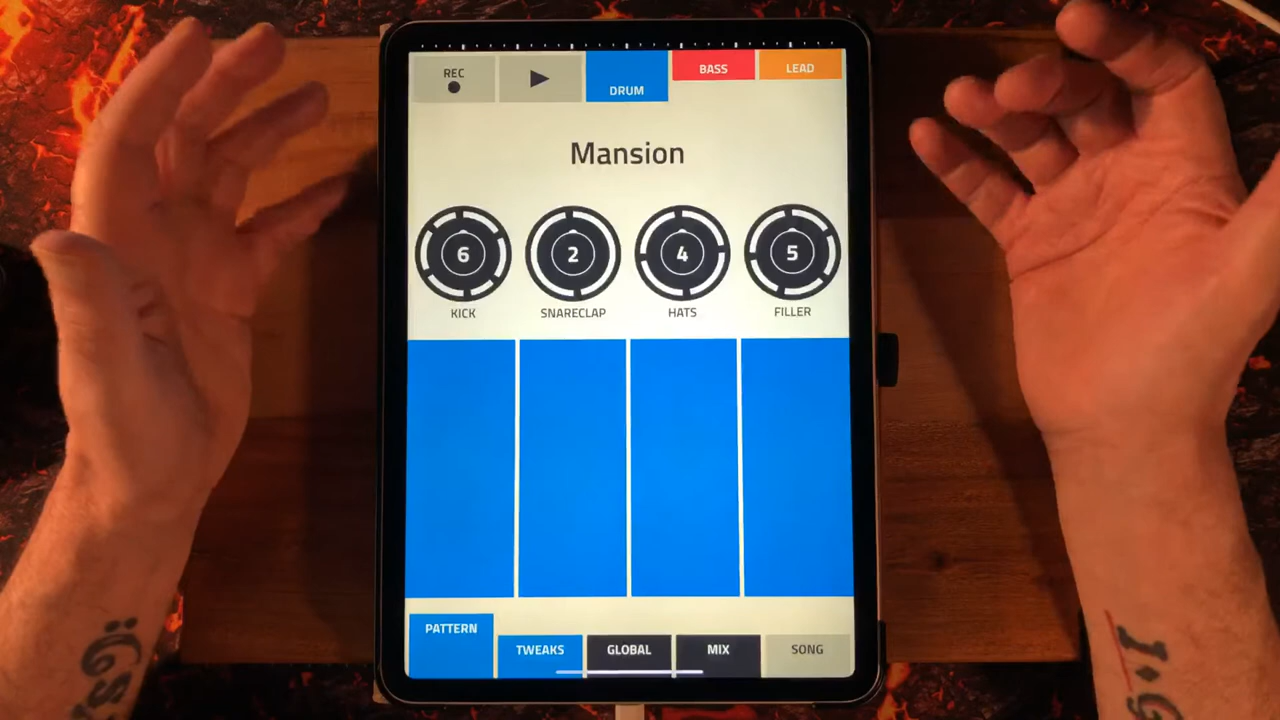 REC
DRUM
BASS
LEAD
Mansion
6
2
4
5
KICK
SNARECLAP
HATS
FILLER
PATTERN
TWEAKS
GLOBAL
MIX
SONG